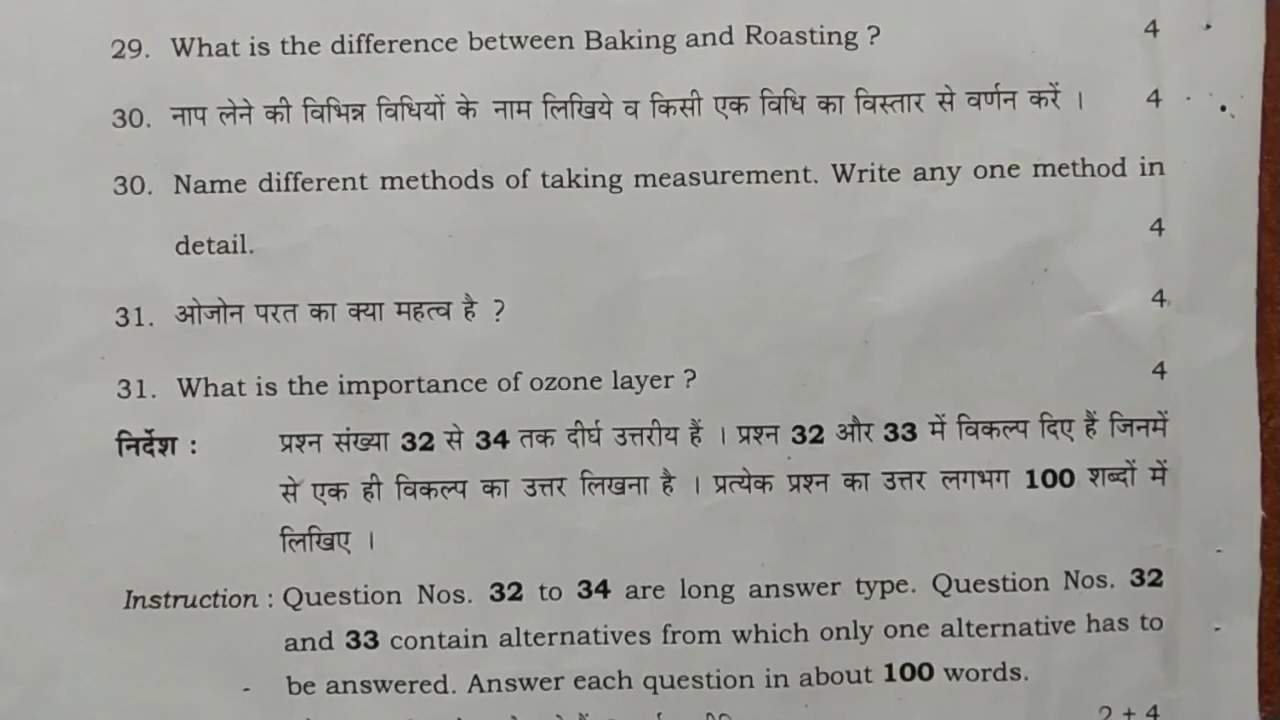 29. What is the difference between Baking and Roasting ? 4
30. नाप लेने की विभिन्न विधियों के नाम लिखिये व किसी एक विधि का विस्तार से वर्णन करें । 4
30. Name different methods of taking measurement. Write any one method in
detail. 4
31. ओजोन परत का क्या महत्व है ? 4
31. What is the importance of ozone layer ? 4
निर्देश : प्रश्न संख्या 32 से 34 तक दीर्घ उत्तरीय हैं । प्रश्न 32 और 33 में विकल्प दिए हैं जिनमें
से एक ही विकल्प का उत्तर लिखना है । प्रत्येक प्रश्न का उत्तर लगभग 100 शब्दों में
लिखिए ।
Instruction : Question Nos. 32 to 34 are long answer type. Question Nos. 32
and 33 contain alternatives from which only one alternative has to
be answered. Answer each question in about 100 words.
2 + 4